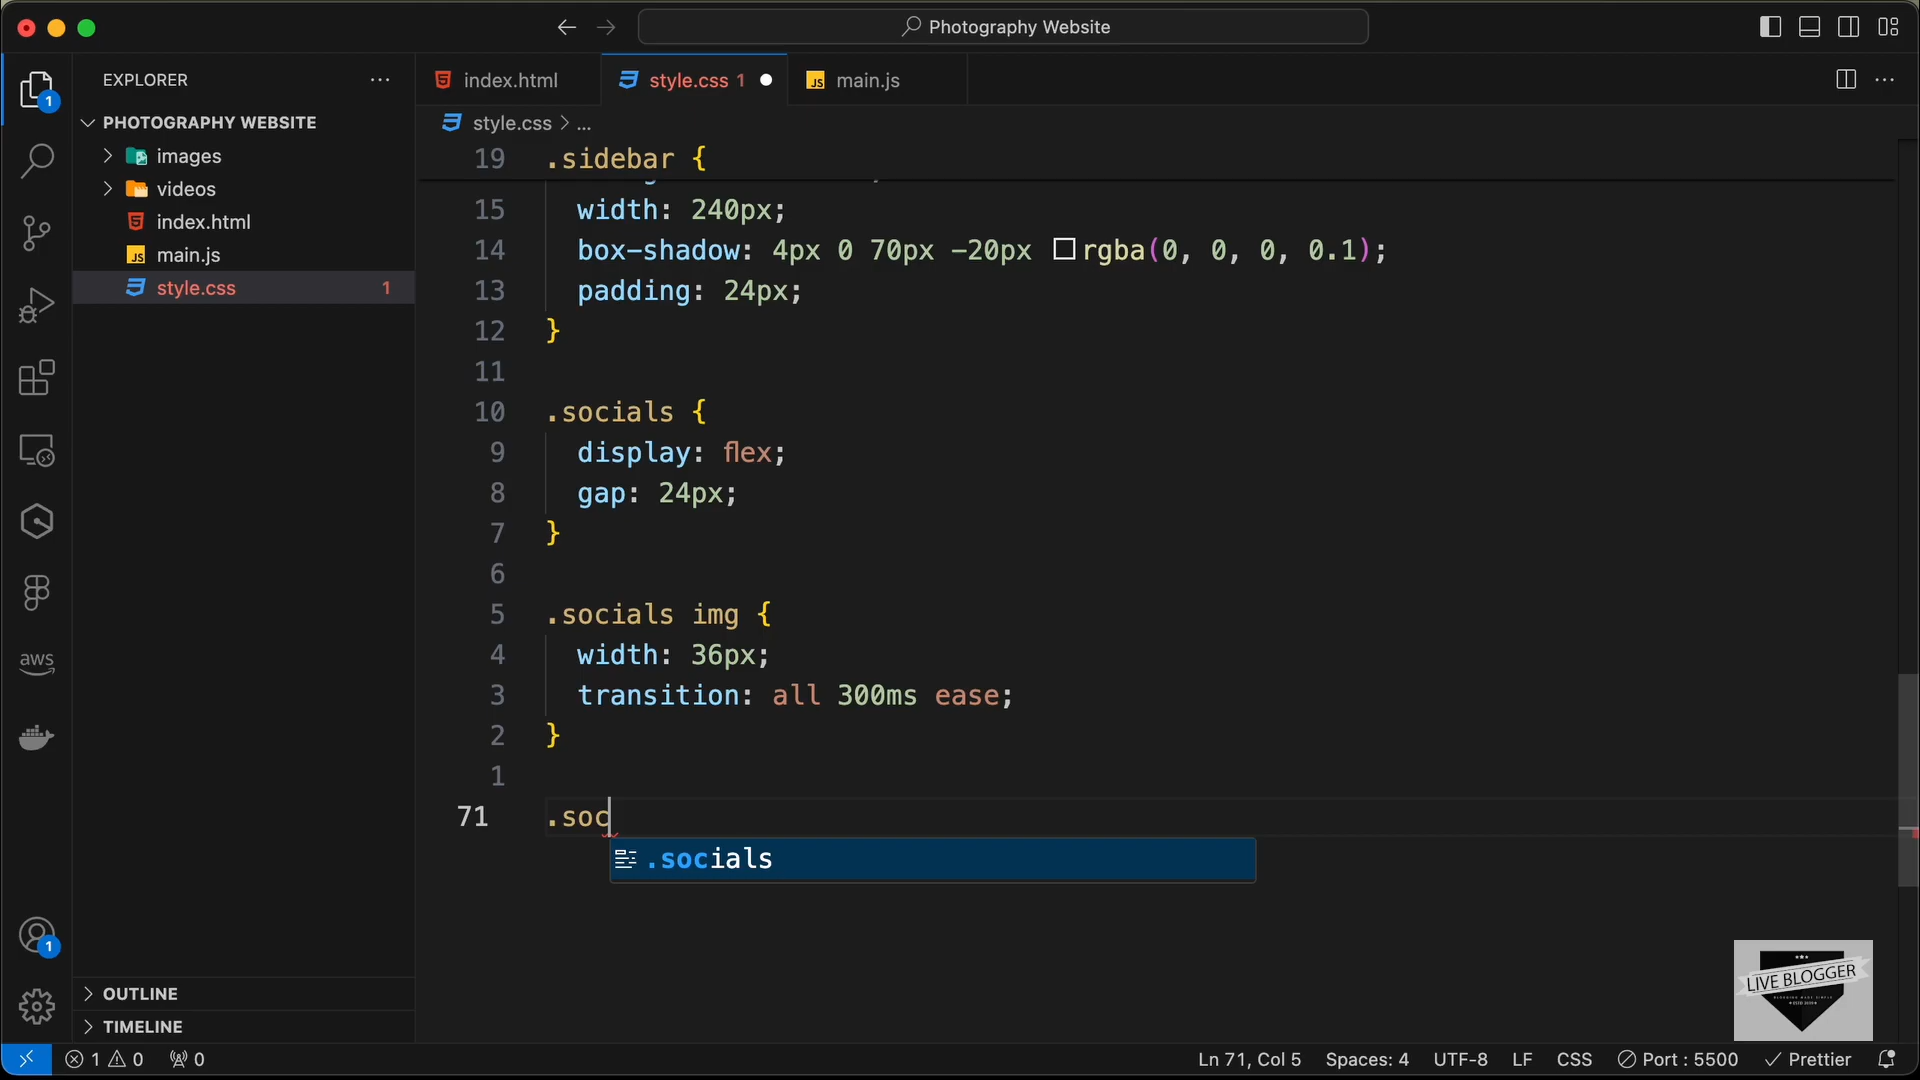 Photography Website
EXPLORER
index.html
style.css 1
main.js
PHOTOGRAPHY WEBSITE
images
videos
index.html
main.js
style.css 1
style.css > ...
19 .sidebar {
15 width: 240px;
14 box-shadow: 4px 0 70px -20px rgba(0, 0, 0, 0.1);
13 padding: 24px;
12 }
11
10 .socials {
9 display: flex;
8 gap: 24px;
7 }
6
5 .socials img {
4 width: 36px;
3 transition: all 300ms ease;
2 }
1
71 .soc
.socials
1
JS
JS
aws
1
OUTLINE
TIMELINE
LIVE BLOGGER
1 0 0
Ln 71, Col 5 Spaces: 4 UTF-8 LF CSS Port : 5500 Prettier